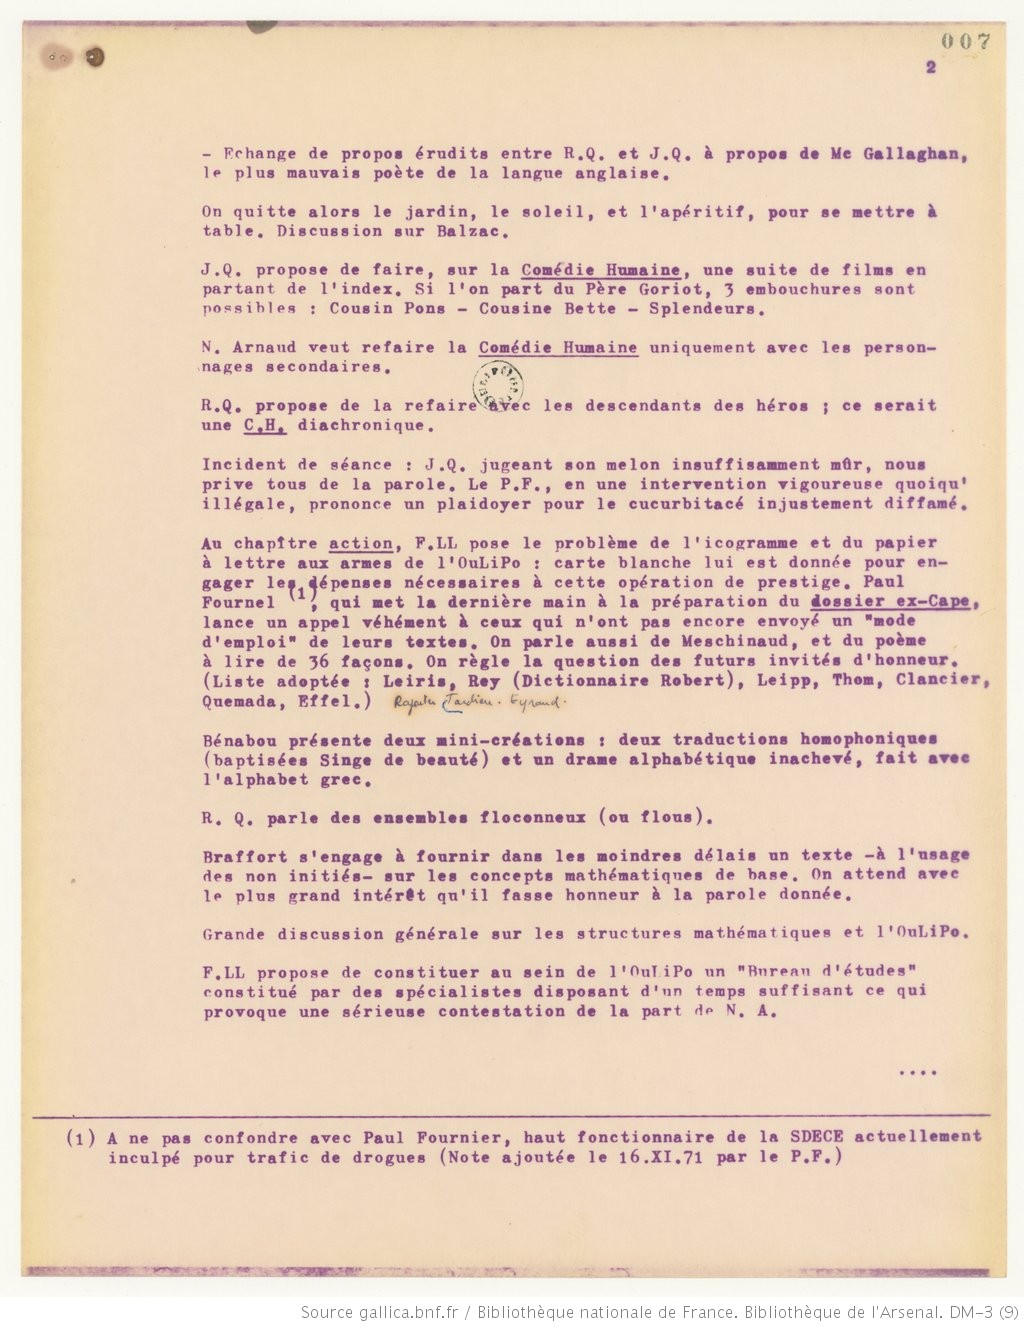 007
2
- Echange de propos érudits entre R.Q. et J.Q. à propos de Mc Gallaghan,
le plus mauvais poète de la langue anglaise.
On quitte alors le jardin, le soleil, et l'apéritif, pour se mettre à
table. Discussion sur Balzac.
J.Q. propose de faire, sur la Comédie Humaine, une suite de films en
partant de l'index. Si l'on part du Père Goriot, 3 embouchures sont
possibles : Cousin Pons - Cousine Bette - Splendeurs.
N. Arnaud veut refaire la Comédie Humaine uniquement avec les person-
nages secondaires.
R.Q. propose de la refaire avec les descendants des héros ; ce serait
une C.H. diachronique.
Incident de séance : J.Q. jugeant son melon insuffisamment mûr, nous
prive tous de la parole. Le P.F., en une intervention vigoureuse quoiqu'
illégale, prononce un plaidoyer pour le cucurbitacé injustement diffamé.
Au chapître action, F.LL pose le problème de l'icogramme et du papier
à lettre aux armes de l'OuLiPo : carte blanche lui est donnée pour en-
gager les dépenses nécessaires à cette opération de prestige. Paul
Fournel (1), qui met la dernière main à la préparation du dossier ex-Cape,
lance un appel véhément à ceux qui n'ont pas encore envoyé un "mode
d'emploi" de leurs textes. On parle aussi de Meschinaud, et du poème
à lire de 36 façons. On règle la question des futurs invités d'honneur.
(Liste adoptée : Leiris, Rey (Dictionnaire Robert), Leipp, Thom, Clancier,
Quemada, Effel.) Rajouter Tardieu. Eyraud.
Bénabou présente deux mini-créations : deux traductions homophoniques
(baptisées Singe de beauté) et un drame alphabétique inachevé, fait avec
l'alphabet grec.
R. Q. parle des ensembles floconneux (ou flous).
Braffort s'engage à fournir dans les moindres délais un texte -à l'usage
des non initiés- sur les concepts mathématiques de base. On attend avec
le plus grand intérêt qu'il fasse honneur à la parole donnée.
Grande discussion générale sur les structures mathématiques et l'OuLiPo.
F.LL propose de constituer au sein de l'OuLiPo un "Bureau d'études"
constitué par des spécialistes disposant d'un temps suffisant ce qui
provoque une sérieuse contestation de la part de N. A.
....
(1) A ne pas confondre avec Paul Fournier, haut fonctionnaire de la SDECE actuellement
inculpé pour trafic de drogues (Note ajoutée le 16.XI.71 par le P.F.)
Source gallica.bnf.fr / Bibliothèque nationale de France. Bibliothèque de l'Arsenal. DM-3 (9)